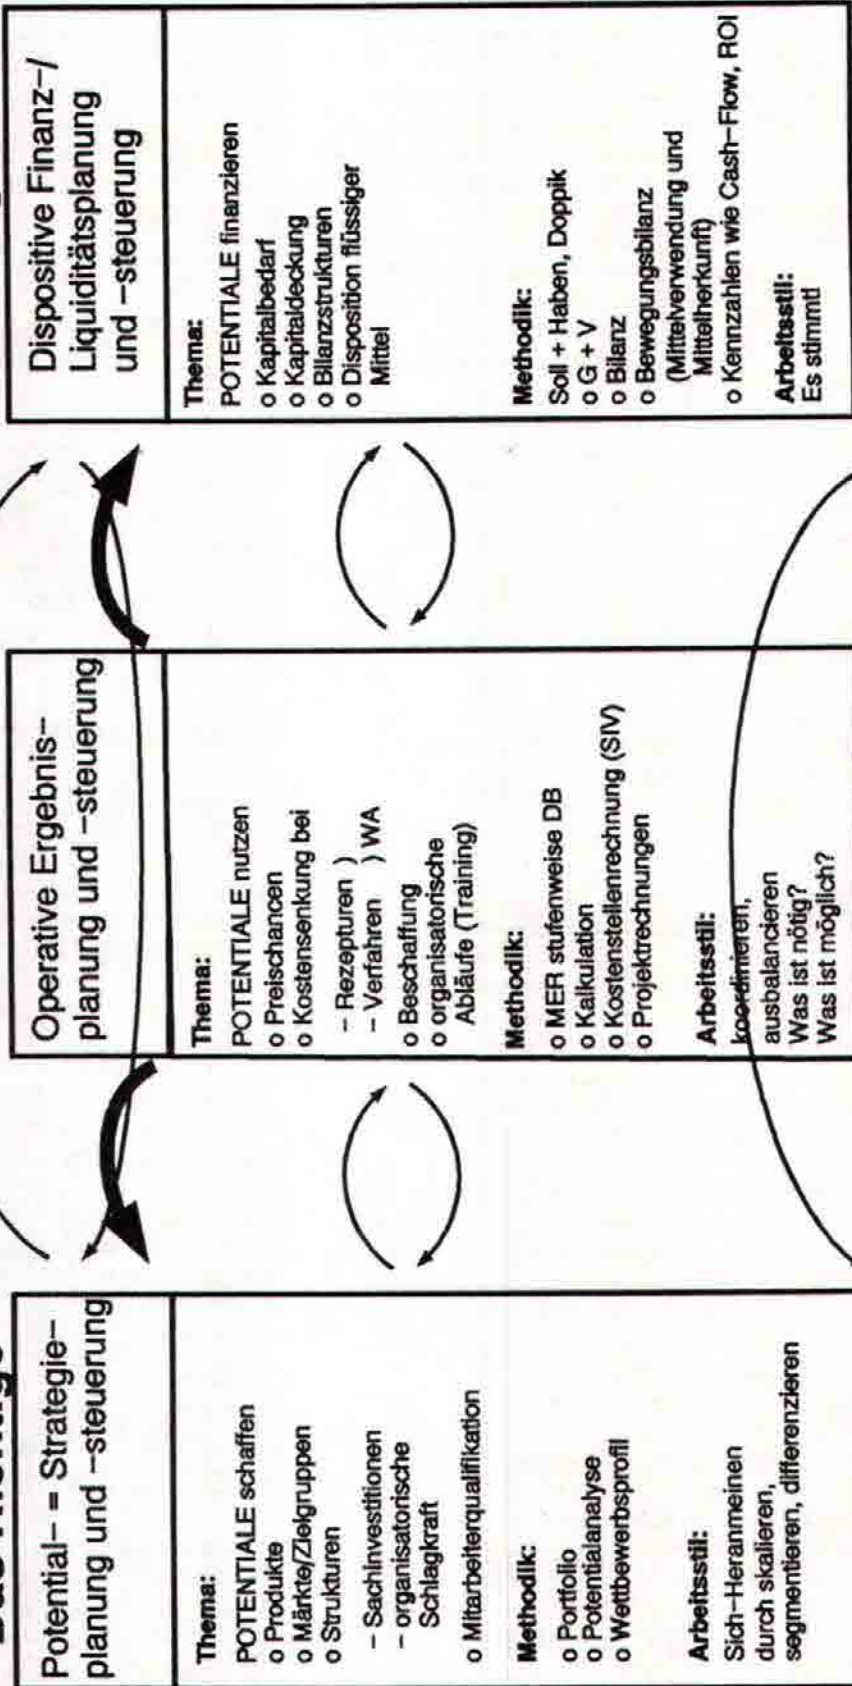 Potential- = Strategie-
planung und -steuerung
Thema:
POTENTIALE schaffen
o Produkte
o Märkte/Zielgruppen
o Strukturen
- Sachinvestitionen
- organisatorische
Schlagkraft
o Mitarbeiterqualifikation
Methodik:
o Portfolio
o Potentialanalyse
o Wettbewerbsprofil
Arbeitsstil:
Sich-Heranmeinen
durch skalieren,
segmentieren, differenzieren
Operative Ergebnis-
planung und -steuerung
Thema:
POTENTIALE nutzen
o Preischancen
o Kostensenkung bei
- Rezepturen )
- Verfahren ) WA
o Beschaffung
o organisatorische
Abläufe (Training)
Methodik:
o MER stufenweise DB
o Kalkulation
o Kostenstellenrechnung (SIV)
o Projektrechnungen
Arbeitsstil:
koordinieren,
ausbalancieren
Was ist nötig?
Was ist möglich?
Dispositive Finanz-/
Liquiditätsplanung
und -steuerung
Thema:
POTENTIALE finanzieren
o Kapitalbedarf
o Kapitaldeckung
o Bilanzstrukturen
o Disposition flüssiger
Mittel
Methodik:
Soll + Haben, Doppik
o G + V
o Bilanz
o Bewegungsbilanz
(Mittelverwendung und
Mittelherkunft)
o Kennzahlen wie Cash-Flow, ROI
Arbeitsstil:
Es stimmt!